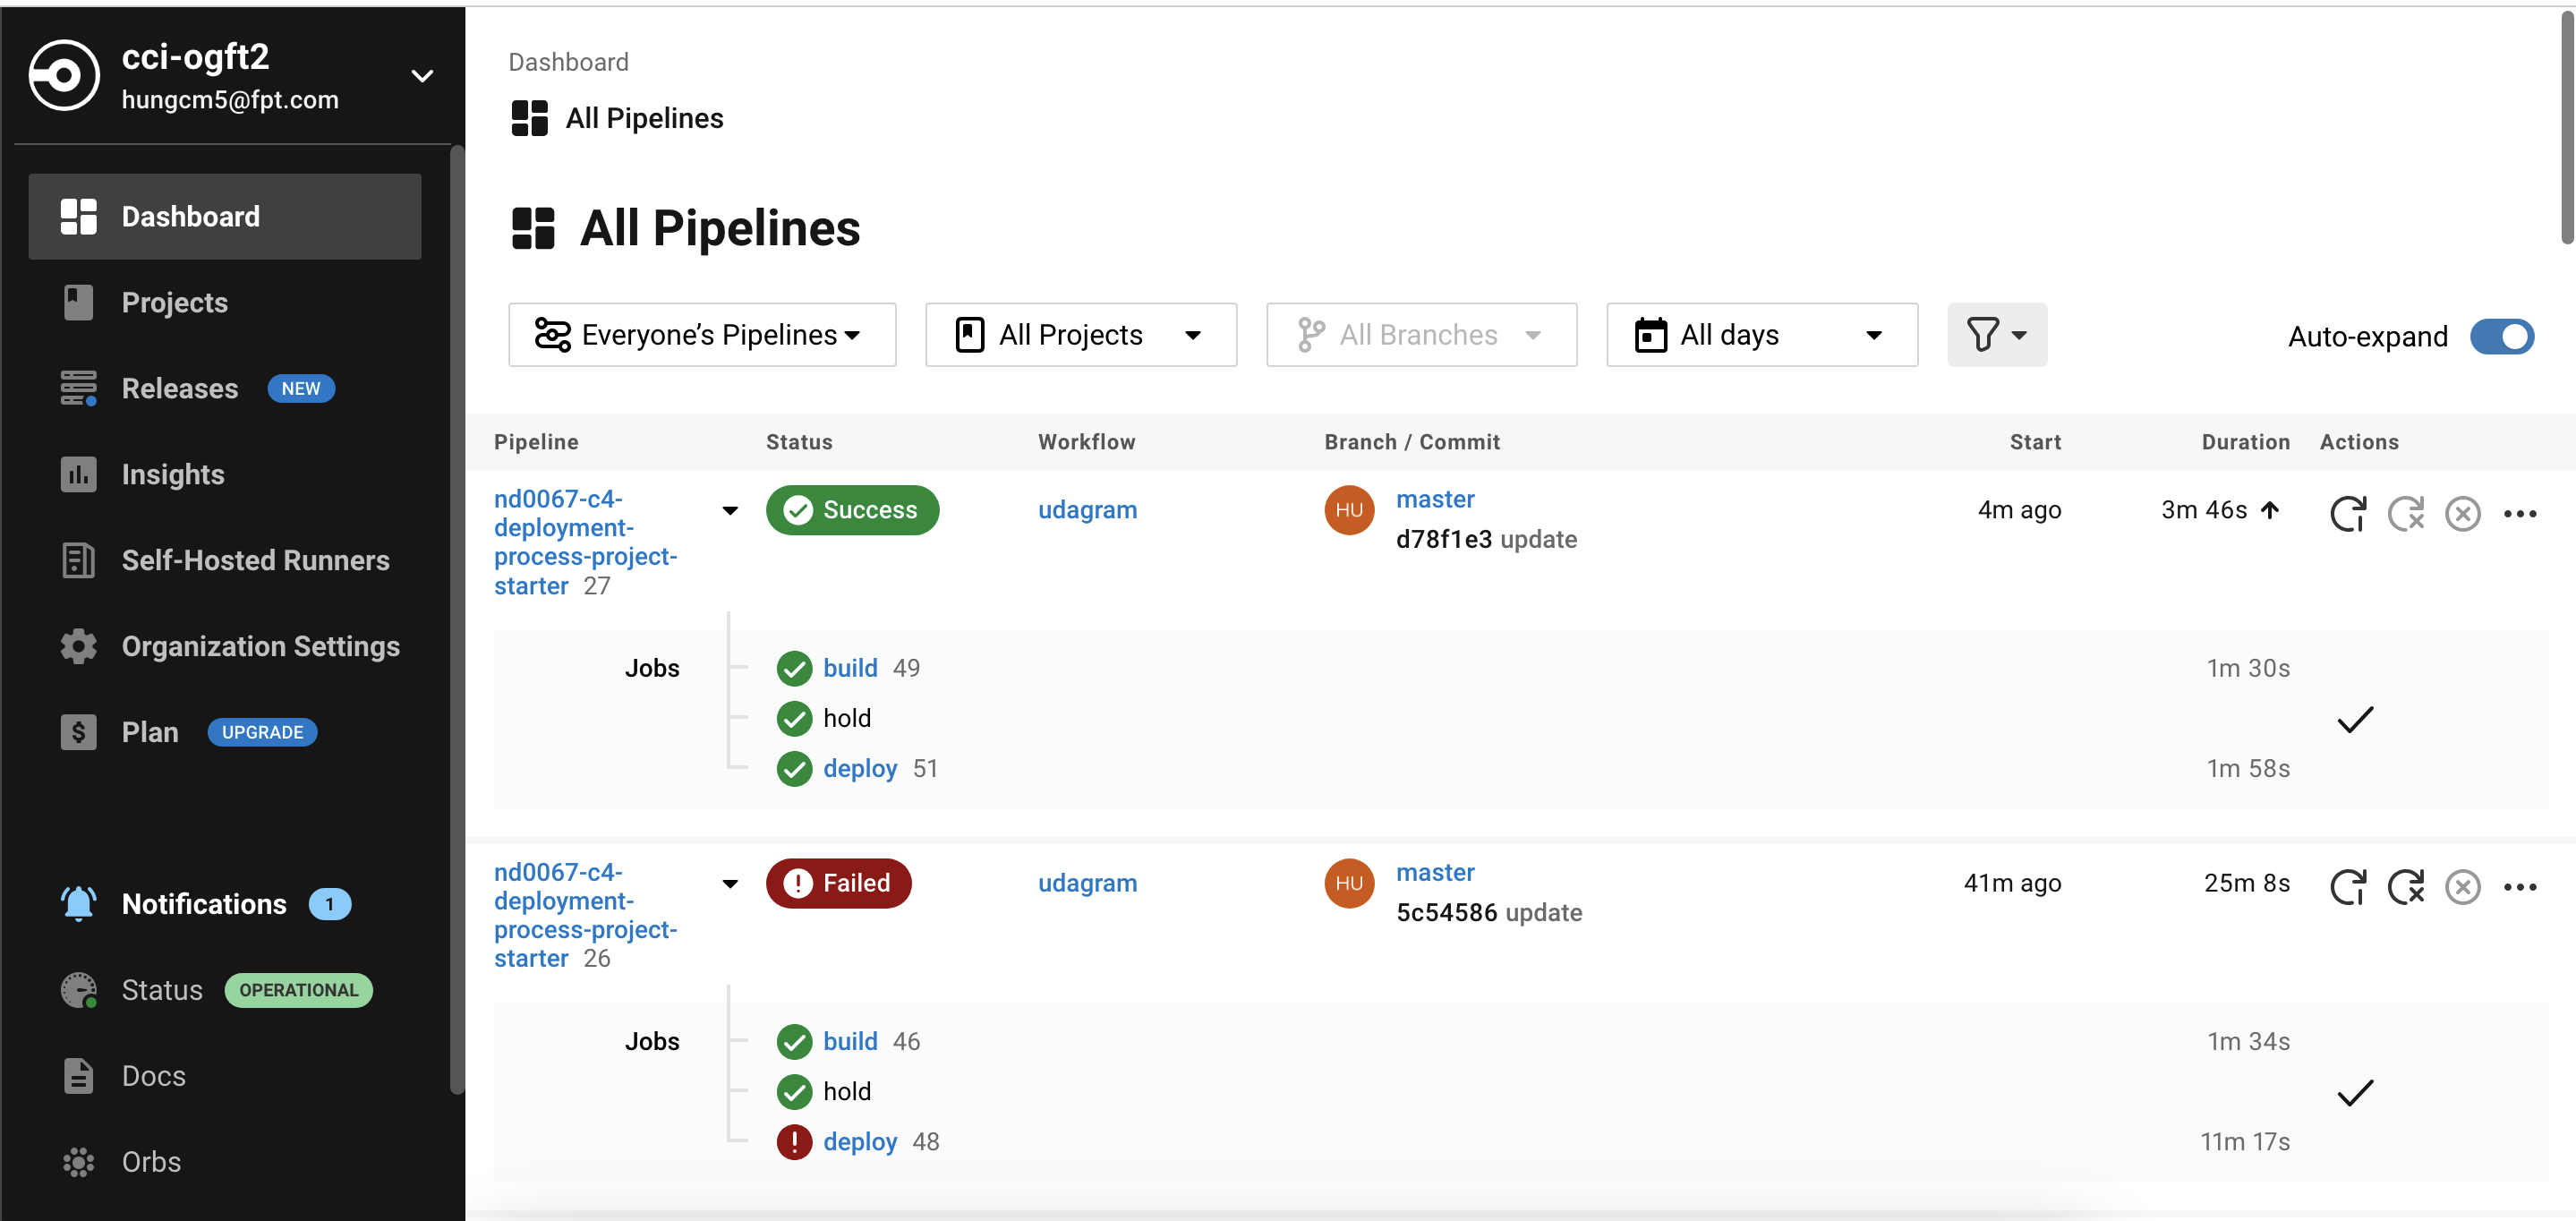 cci-ogft2
hungcm5@fpt.com
Dashboard
Projects
Releases NEW
Insights
Self-Hosted Runners
Organization Settings
Plan UPGRADE
Notifications 1
Status OPERATIONAL
Docs
Orbs
Dashboard
All Pipelines
All Pipelines
Everyone’s Pipelines All Projects All Branches All days Auto-expand
Pipeline Status Workflow Branch / Commit Start Duration Actions
nd0067-c4-
deployment-
process-project-
starter 27
Success udagram HU master 4m ago 3m 46s
d78f1e3 update
Jobs build 49 1m 30s
hold
deploy 51 1m 58s
nd0067-c4-
deployment-
process-project-
starter 26
Failed udagram HU master 41m ago 25m 8s
5c54586 update
Jobs build 46 1m 34s
hold
deploy 48 11m 17s